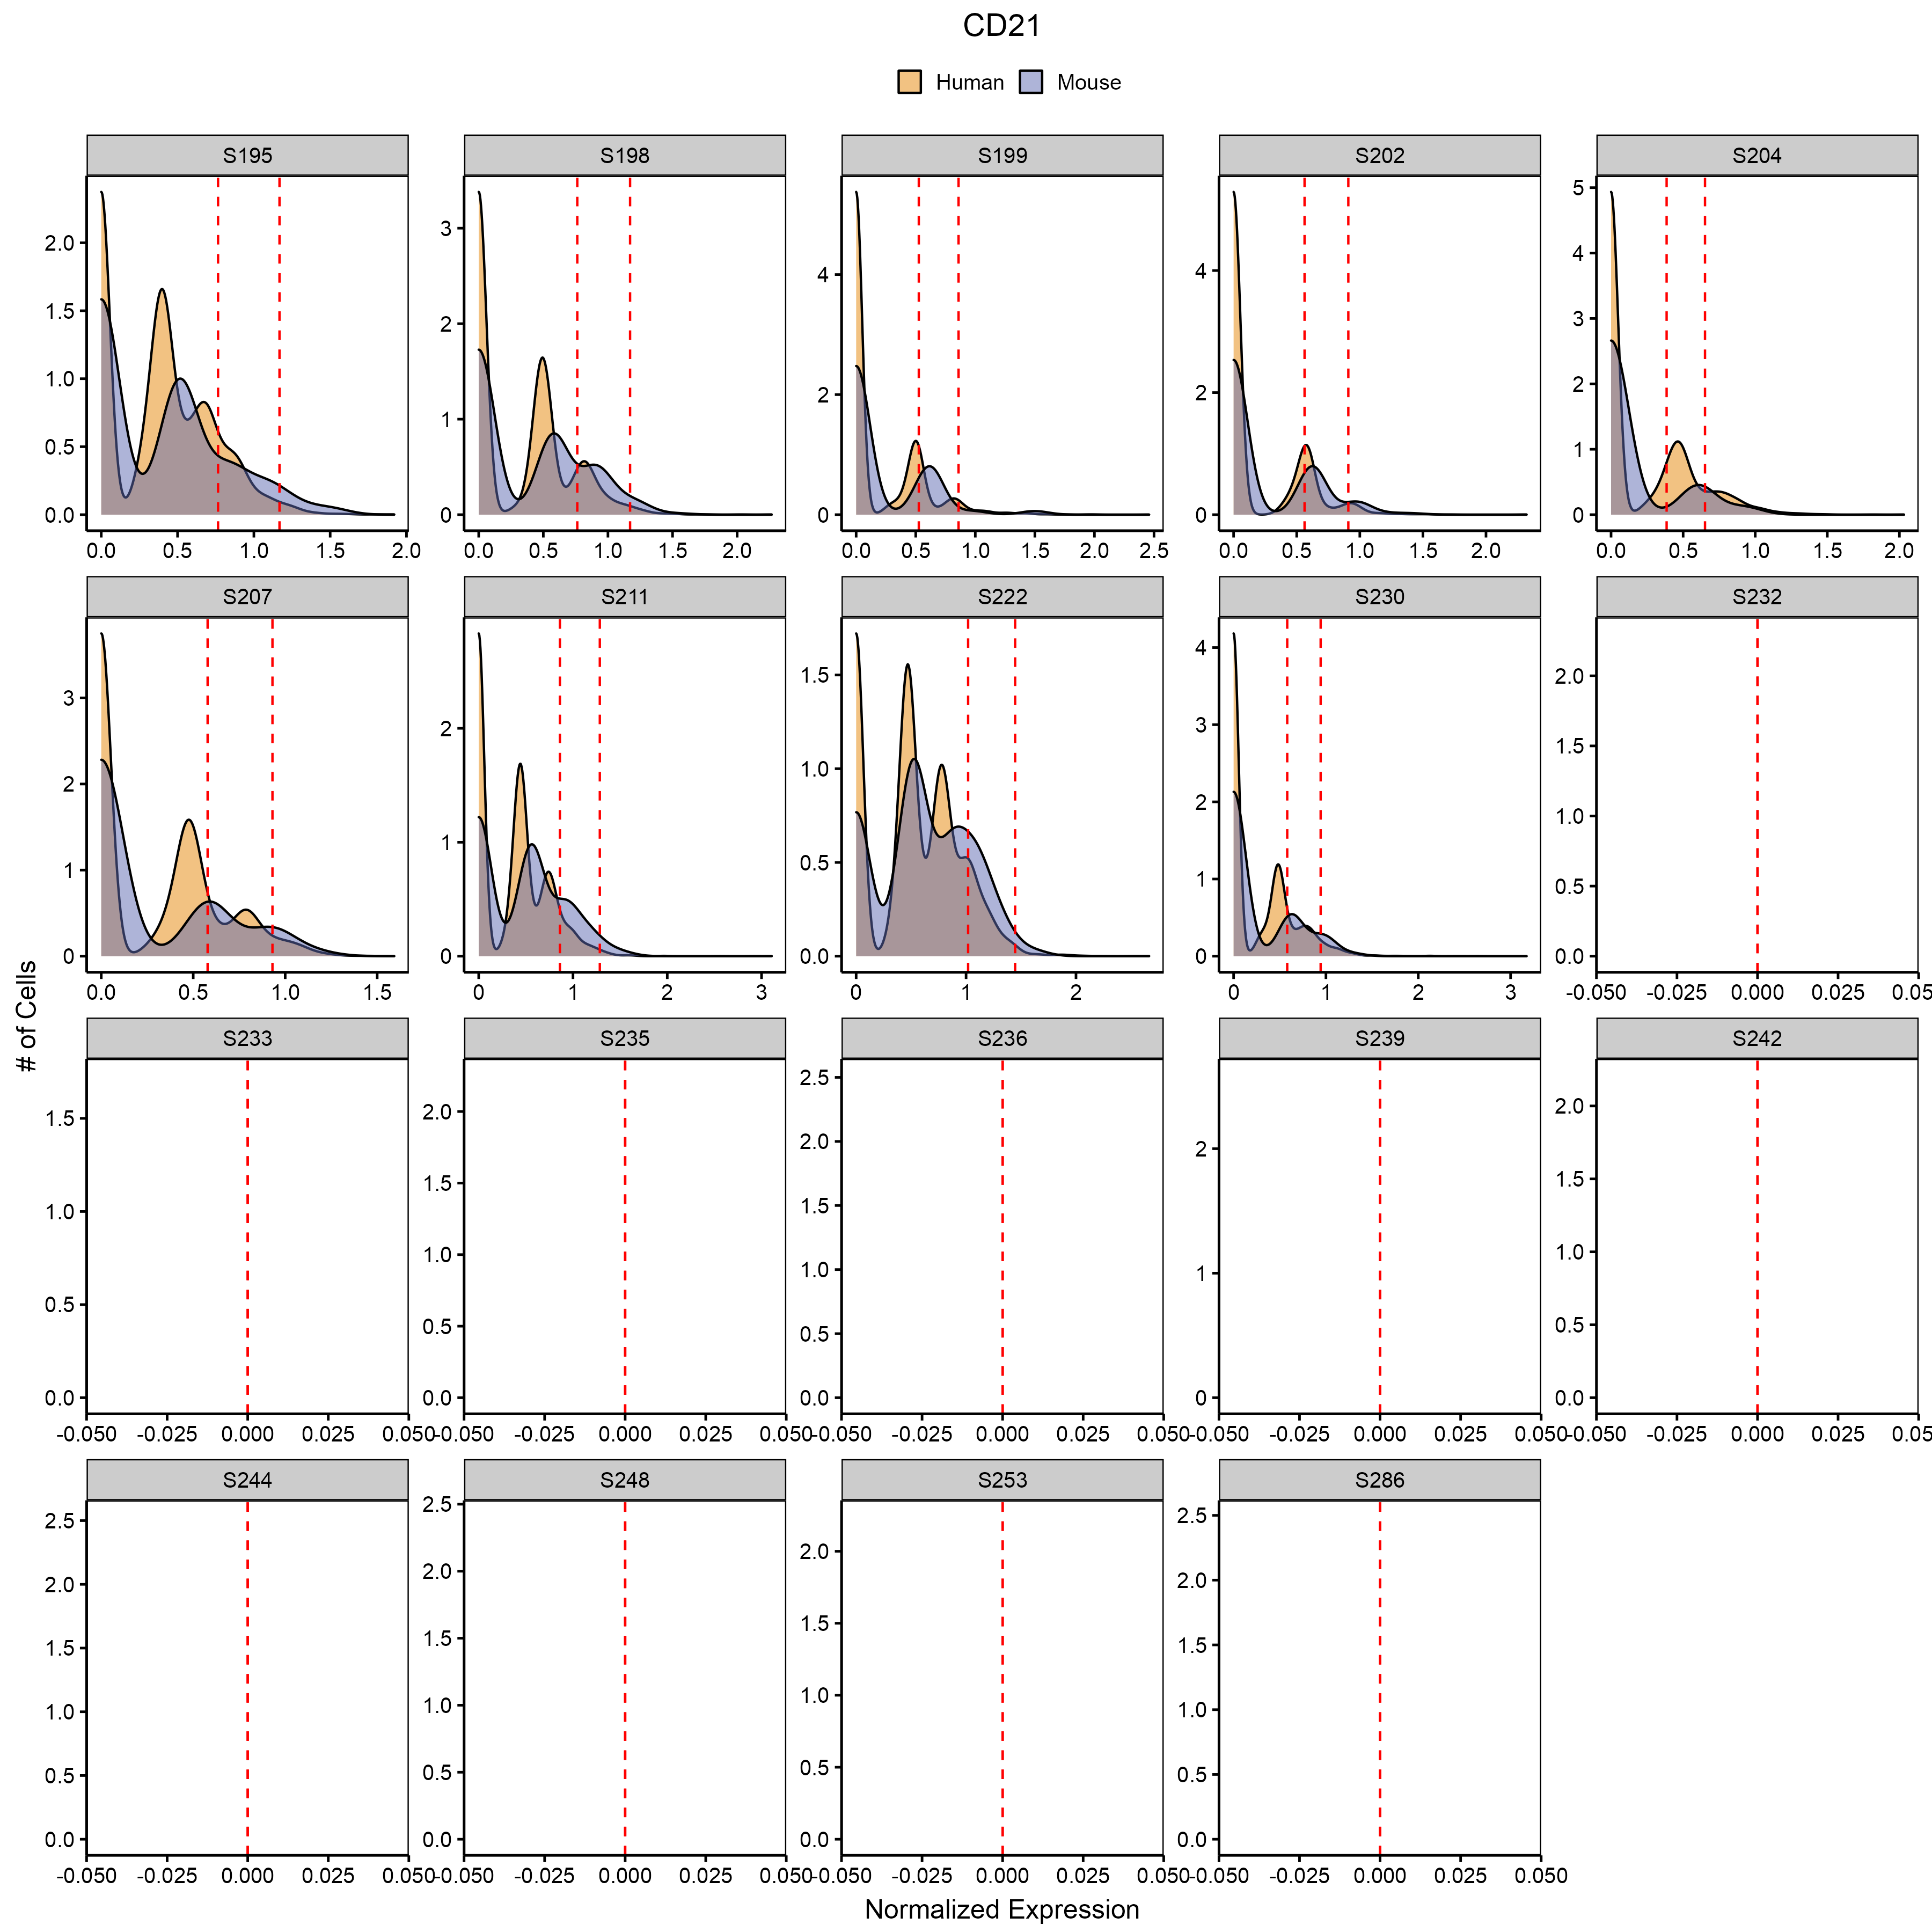 CD21
Human Mouse
S195 S198 S199 S202 S204
2.0 1.5 1.0 0.5 0.0
3 2 1 0
4 2 0
4 2 0
5 4 3 2 1 0
0.0 0.5 1.0 1.5 2.0
0.0 0.5 1.0 1.5 2.0
0.0 0.5 1.0 1.5 2.0 2.5
0.0 0.5 1.0 1.5 2.0
0.0 0.5 1.0 1.5 2.0
S207 S211 S222 S230 S232
3 2 1 0
2 1 0
1.5 1.0 0.5 0.0
4 3 2 1 0
2.0 1.5 1.0 0.5 0.0
0.0 0.5 1.0 1.5
0 1 2 3
0 1 2
0 1 2 3
-0.050 -0.025 0.000 0.025 0.05
# of Cells
S233 S235 S236 S239 S242
1.5 1.0 0.5 0.0
2.0 1.5 1.0 0.5 0.0
2.5 2.0 1.5 1.0 0.5 0.0
2 1 0
2.0 1.5 1.0 0.5 0.0
-0.050 -0.025 0.000 0.025 0.050
-0.050 -0.025 0.000 0.025 0.050
-0.050 -0.025 0.000 0.025 0.050
-0.050 -0.025 0.000 0.025 0.050
-0.050 -0.025 0.000 0.025 0.05
S244 S248 S253 S286
2.5 2.0 1.5 1.0 0.5 0.0
2.5 2.0 1.5 1.0 0.5 0.0
2.0 1.5 1.0 0.5 0.0
2.5 2.0 1.5 1.0 0.5 0.0
-0.050 -0.025 0.000 0.025 0.050
-0.050 -0.025 0.000 0.025 0.050
-0.050 -0.025 0.000 0.025 0.050
-0.050 -0.025 0.000 0.025 0.050
Normalized Expression